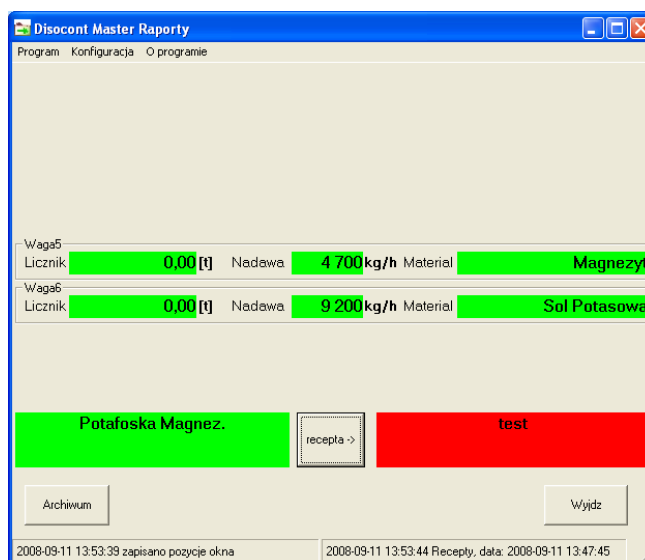 Disocont Master Raporty
Program Konfiguracja O programie
Waga5
Licznik 0,00 [t] Nadawa 4 700 kg/h Material Magnezyt
Waga6
Licznik 0,00 [t] Nadawa 9 200 kg/h Material Sol Potasowa
Potafoska Magnez. recepta -> test
Archiwum Wyjdz
2008-09-11 13:53:39 zapisano pozycje okna 2008-09-11 13:53:44 Recepty, data: 2008-09-11 13:47:45